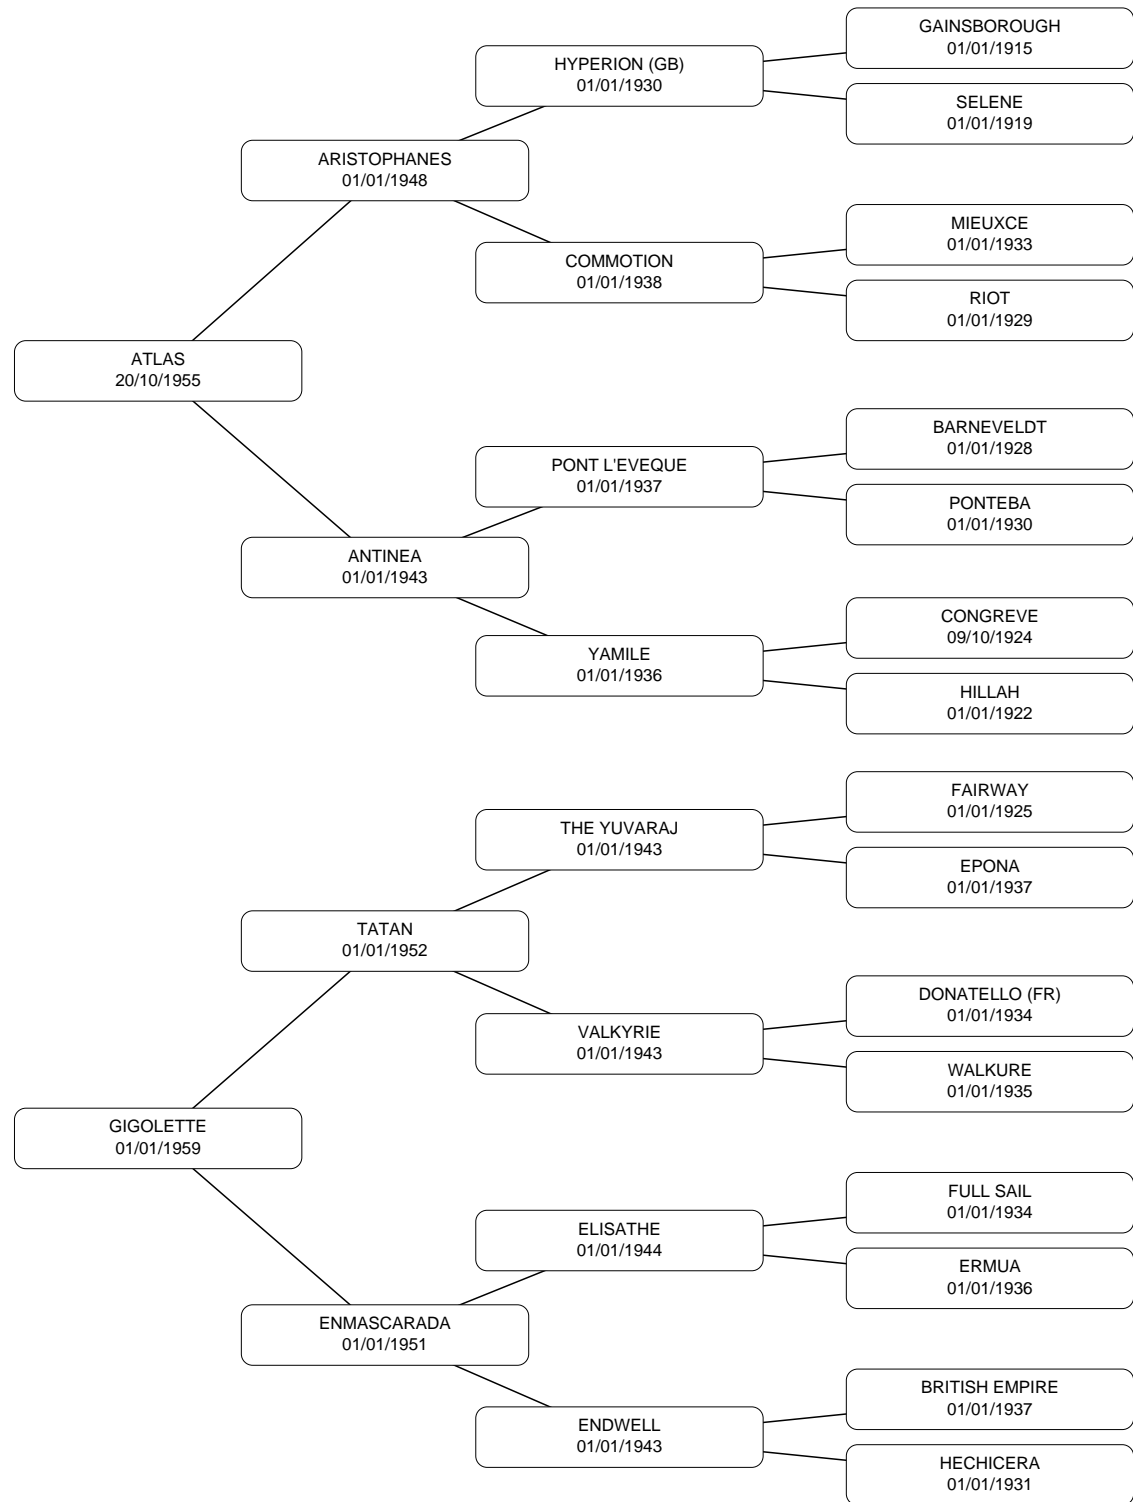 GAINSBOROUGH
01/01/1915
HYPERION (GB)
01/01/1930
SELENE
01/01/1919
ARISTOPHANES
01/01/1948
MIEUXCE
01/01/1933
COMMOTION
01/01/1938
RIOT
01/01/1929
ATLAS
20/10/1955
BARNEVELDT
01/01/1928
PONT L'EVEQUE
01/01/1937
PONTEBA
01/01/1930
ANTINEA
01/01/1943
CONGREVE
09/10/1924
YAMILE
01/01/1936
HILLAH
01/01/1922
FAIRWAY
01/01/1925
THE YUVARAJ
01/01/1943
EPONA
01/01/1937
TATAN
01/01/1952
DONATELLO (FR)
01/01/1934
VALKYRIE
01/01/1943
WALKURE
01/01/1935
GIGOLETTE
01/01/1959
FULL SAIL
01/01/1934
ELISATHE
01/01/1944
ERMUA
01/01/1936
ENMASCARADA
01/01/1951
BRITISH EMPIRE
01/01/1937
ENDWELL
01/01/1943
HECHICERA
01/01/1931